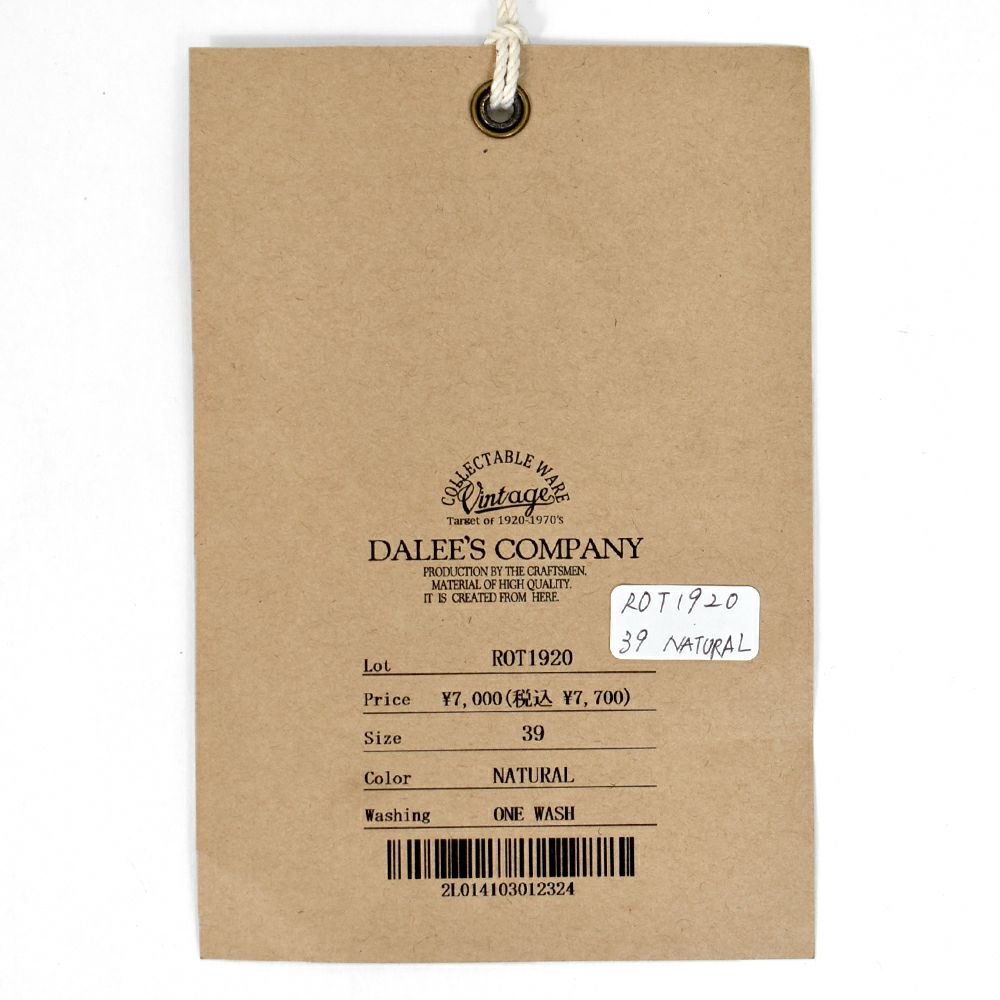 COLLECTABLE WARE
Vintage
Target of 1920-1970's
DALEE'S COMPANY
PRODUCTION BY THE CRAFTSMEN.
MATERIAL OF HIGH QUALITY.
IT IS CREATED FROM HERE.
ROT1920
39 NATURAL
Lot ROT1920
Price ¥7,000(税込 ¥7,700)
Size 39
Color NATURAL
Washing ONE WASH
2L014103012324